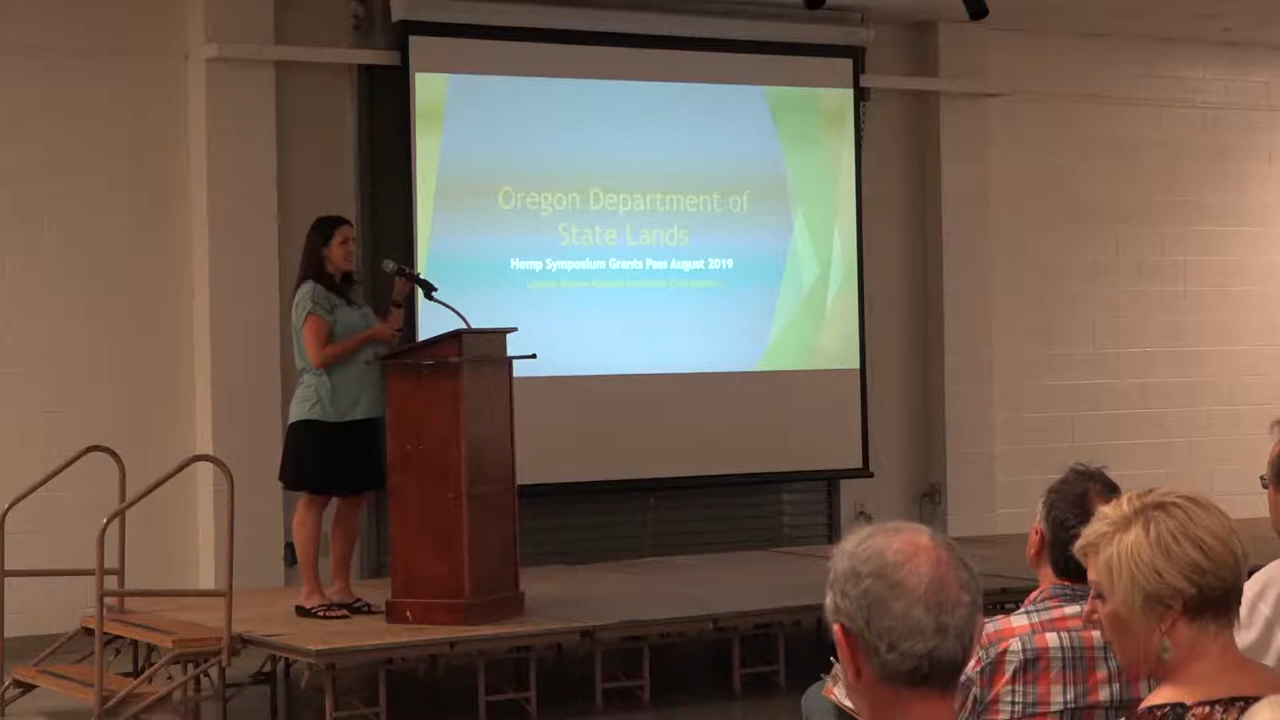 Oregon Department of
State Lands
Hemp Symposium Grants Pass August 2019